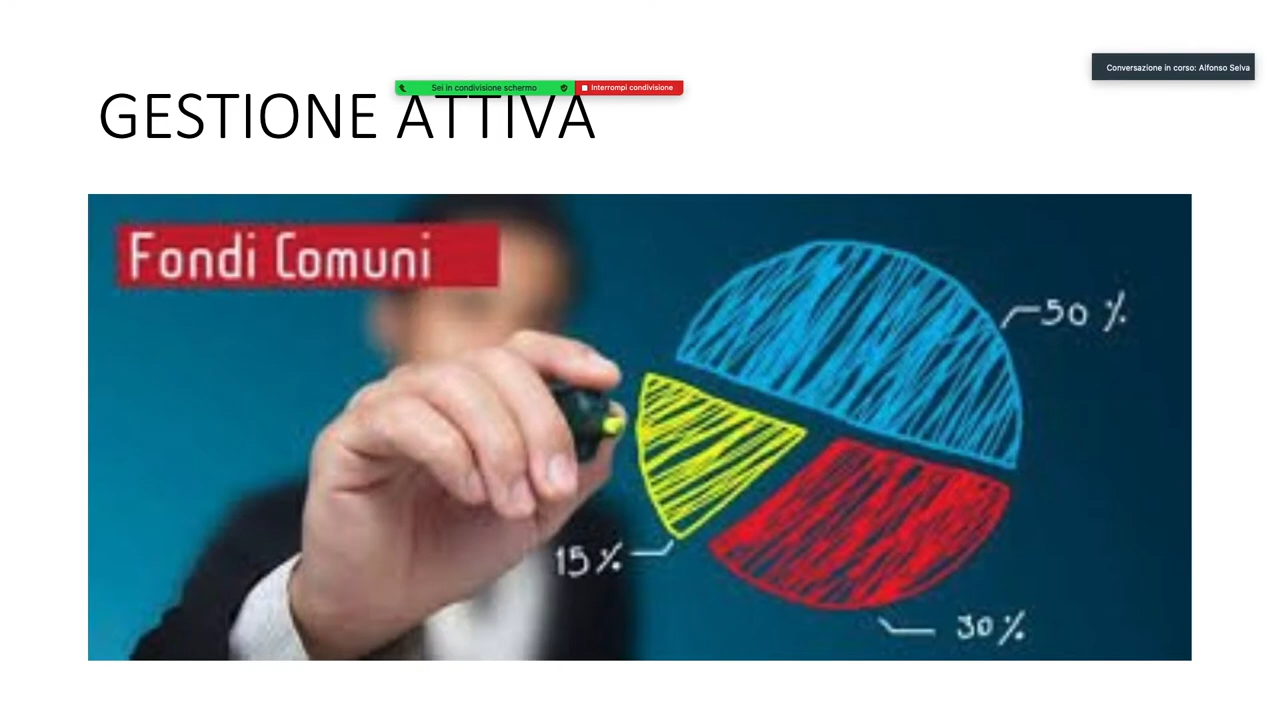 Conversazione in corso: Alfonso Selva
Sei in condivisione schermo
Interrompi condivisione
GESTIONE ATTIVA
Fondi Comuni
50 %
15 %
30 %